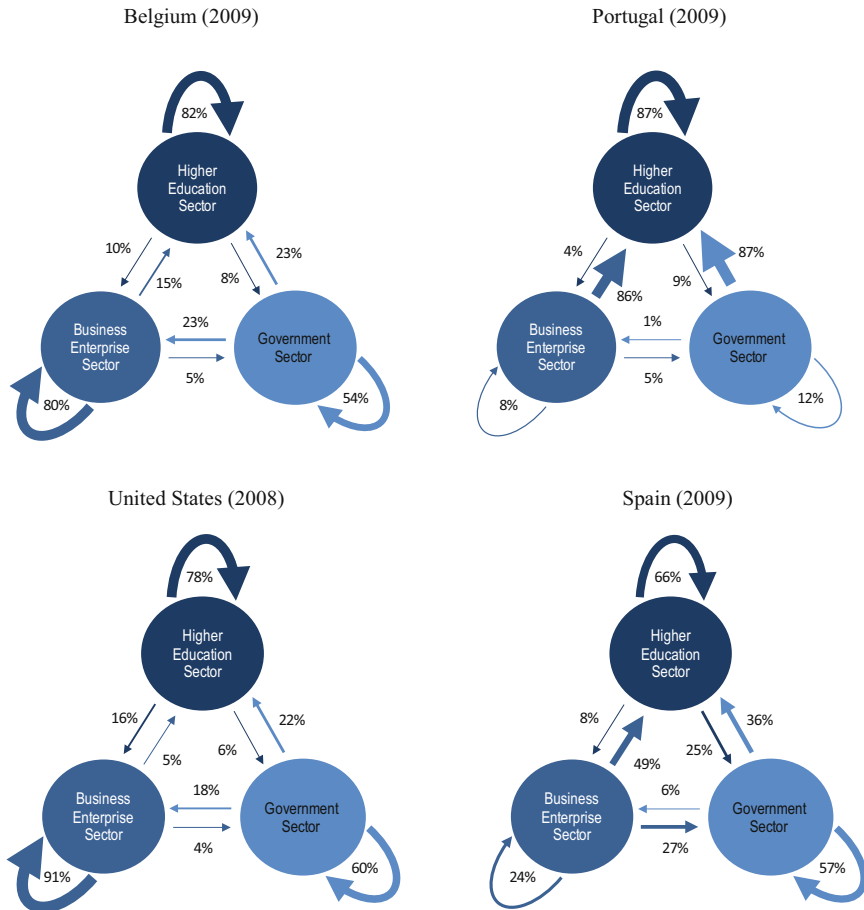 Belgium (2009)
82%
Higher
Education
Sector
10%
23%
15%
8%
23%
Business
Enterprise
Sector
Government
Sector
5%
80%
54%
Portugal (2009)
87%
Higher
Education
Sector
4%
87%
86%
9%
1%
Business
Enterprise
Sector
Government
Sector
5%
8%
12%
United States (2008)
78%
Higher
Education
Sector
16%
22%
5%
6%
18%
Business
Enterprise
Sector
Government
Sector
4%
91%
60%
Spain (2009)
66%
Higher
Education
Sector
8%
36%
49%
25%
6%
Business
Enterprise
Sector
Government
Sector
27%
24%
57%